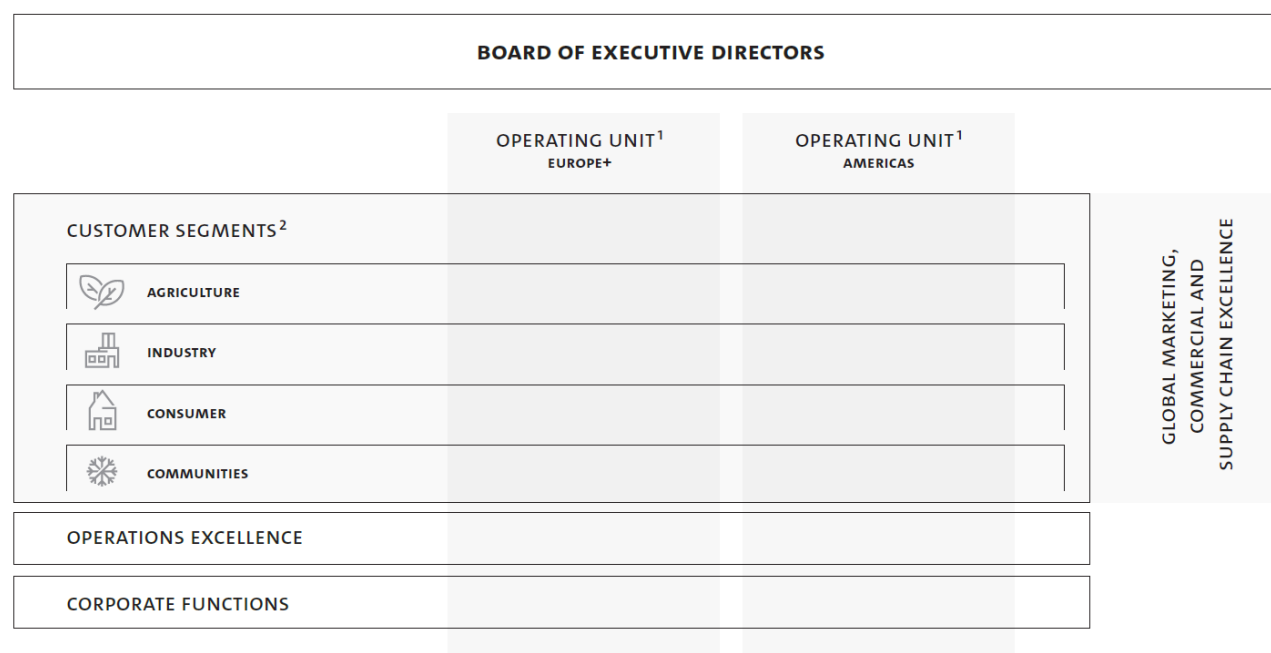 BOARD OF EXECUTIVE DIRECTORS
OPERATING UNIT¹
EUROPE+
OPERATING UNIT¹
AMERICAS
CUSTOMER SEGMENTS²
AGRICULTURE
INDUSTRY
CONSUMER
COMMUNITIES
GLOBAL MARKETING,
COMMERCIAL AND
SUPPLY CHAIN EXCELLENCE
OPERATIONS EXCELLENCE
CORPORATE FUNCTIONS